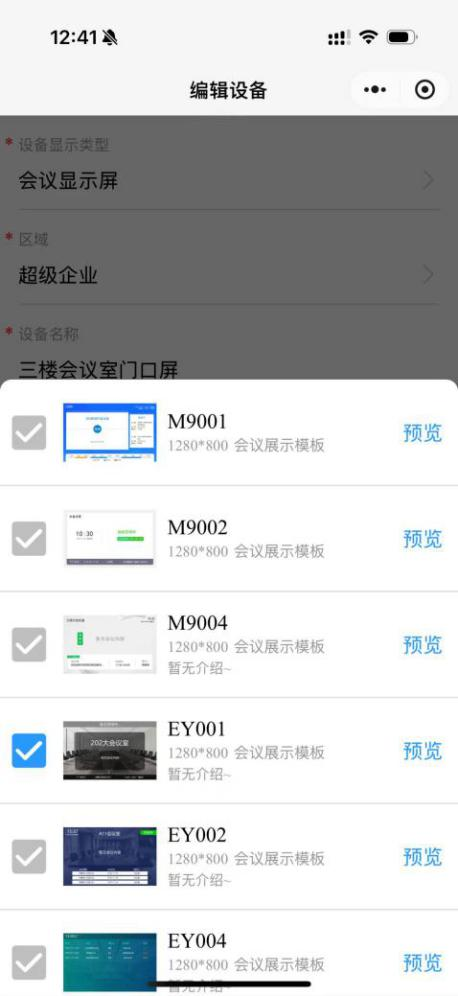 12:41
编辑设备
* 设备显示类型
会议显示屏
* 区域
超级企业
* 设备名称
三楼会议室门口屏
M9001
1280*800 会议展示模板
预览
10:30
M9002
1280*800 会议展示模板
预览
M9004
1280*800 会议展示模板
暂无介绍~
预览
202大会议室
EY001
1280*800 会议展示模板
暂无介绍~
预览
EY002
1280*800 会议展示模板
暂无介绍~
预览
EY004
1280*800 会议展示模板
暂无介绍~
预览